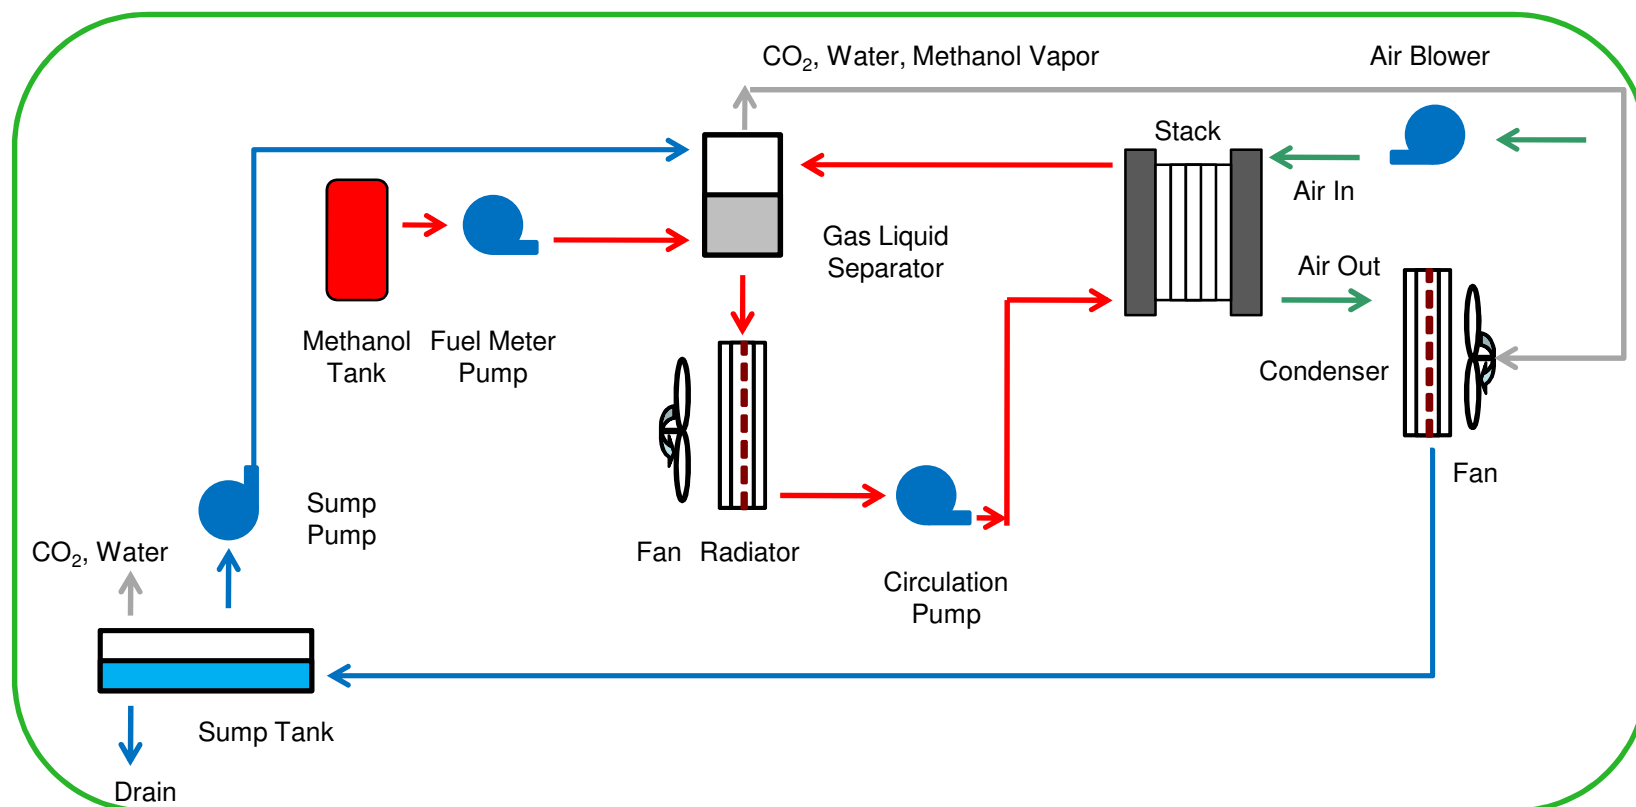 CO₂, Water, Methanol Vapor
Air Blower
Stack
Air In
Gas Liquid
Separator
Air Out
Methanol
Tank
Fuel Meter
Pump
Condenser
Fan
Sump
Pump
CO₂, Water
Fan
Radiator
Circulation
Pump
Sump Tank
Drain